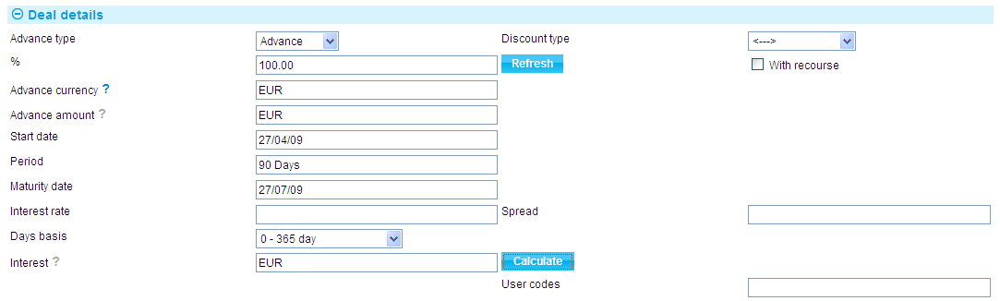 Deal details
Advance type Advance Discount type <--->
% 100.00 Refresh With recourse
Advance currency ? EUR
Advance amount ? EUR
Start date 27/04/09
Period 90 Days
Maturity date 27/07/09
Interest rate Spread
Days basis 0 - 365 day
Interest ? EUR Calculate
User codes